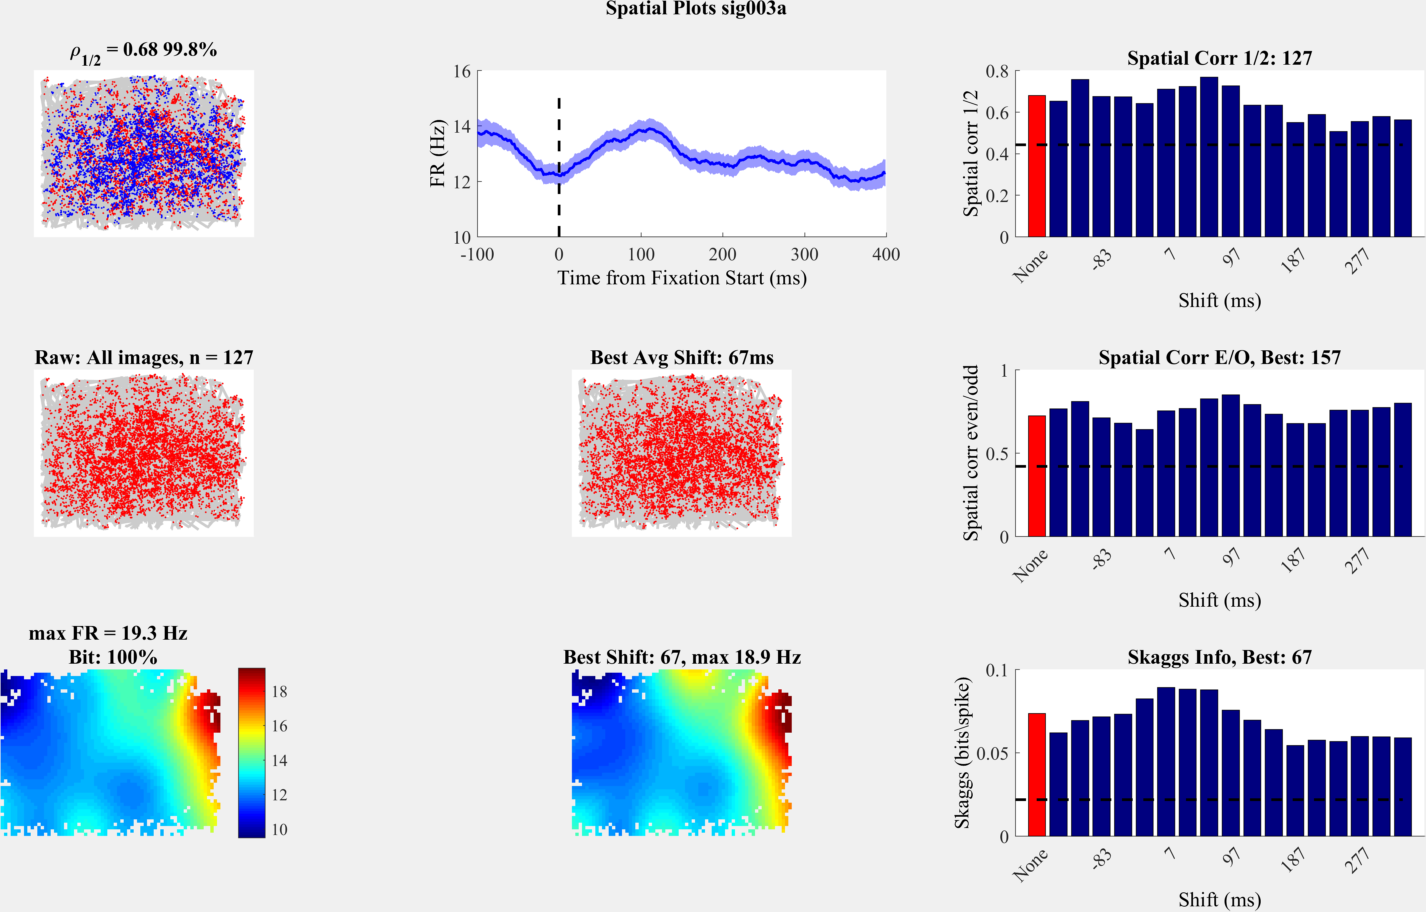 Spatial Plots sig003a
ρ1/2 = 0.68 99.8%
16
14
12
10
FR (Hz)
-100 0 100 200 300 400
Time from Fixation Start (ms)
Spatial Corr 1/2: 127
0.8
0.6
0.4
0.2
0
Spatial corr 1/2
None -83 7 97 187 277
Shift (ms)
Raw: All images, n = 127
Best Avg Shift: 67ms
Spatial Corr E/O, Best: 157
1
0.5
0
Spatial corr even/odd
None -83 7 97 187 277
Shift (ms)
max FR = 19.3 Hz
Bit: 100%
18
16
14
12
10
Best Shift: 67, max 18.9 Hz
Skaggs Info, Best: 67
0.1
0.05
0
Skaggs (bits\spike)
None -83 7 97 187 277
Shift (ms)